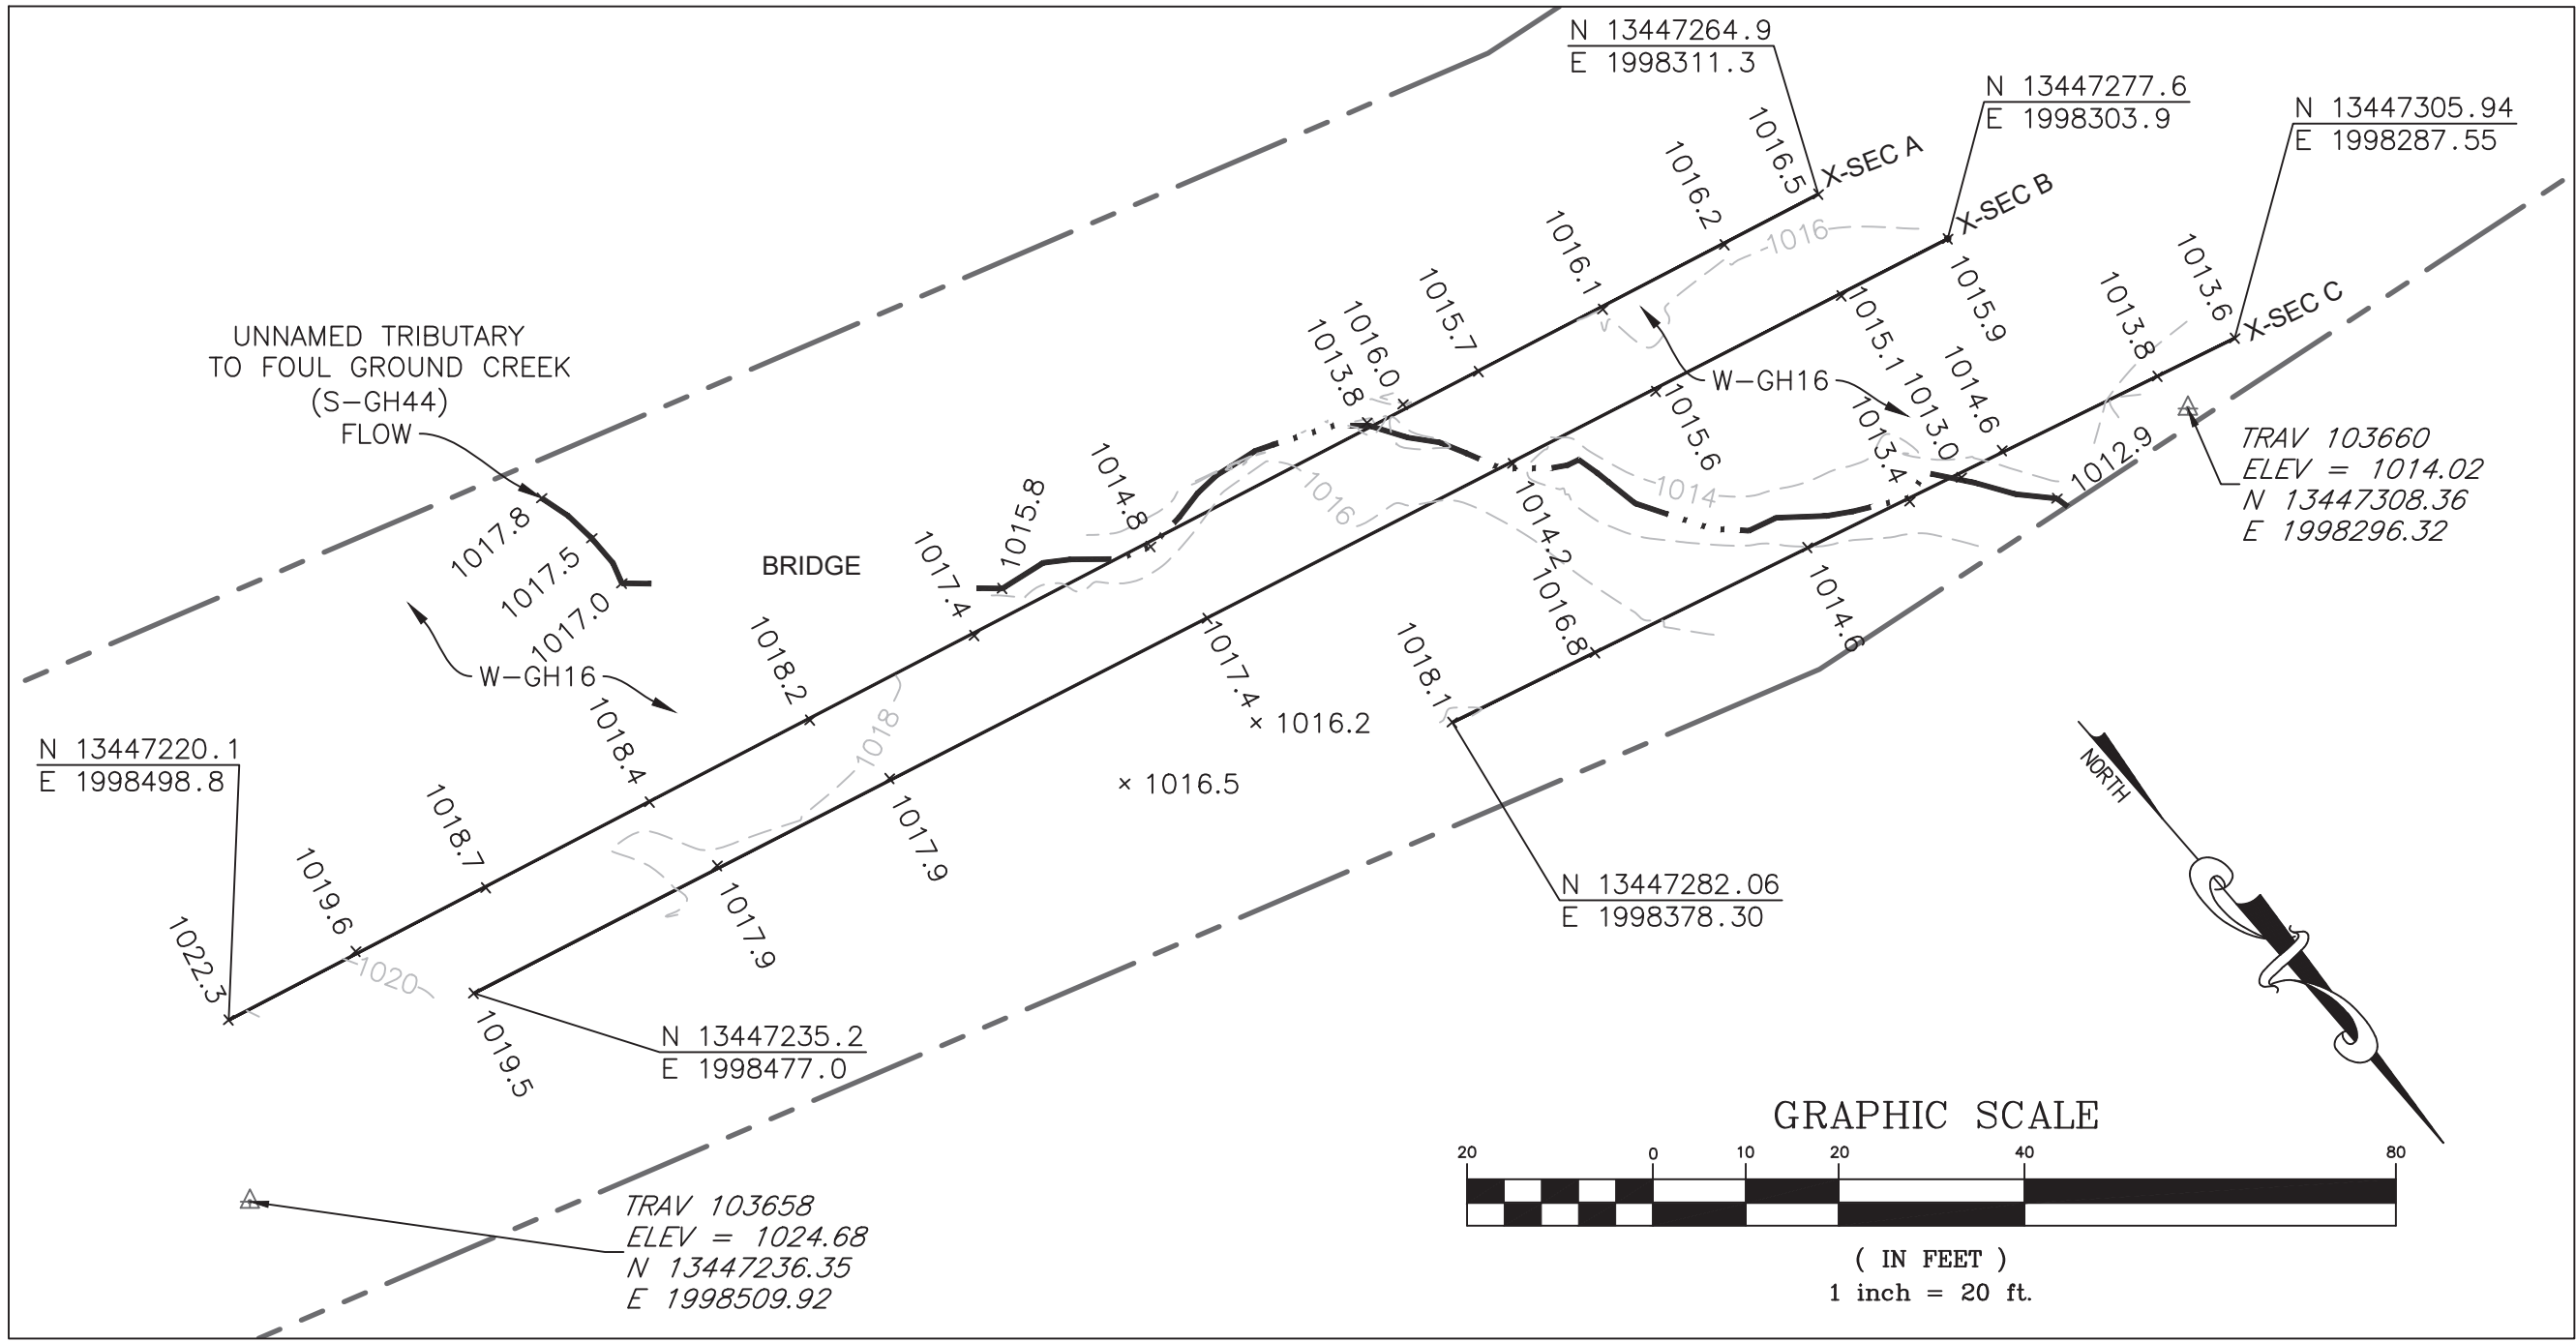 N 13447264.9
E 1998311.3
N 13447277.6
E 1998303.9
N 13447305.94
E 1998287.55
X-SEC A
X-SEC B
X-SEC C
1016.5
1016.2
1016.1
1015.7
1016.0
1013.8
1014.8
1015.8
1017.4
1018.2
1018.4
1018.7
1019.6
1022.3
1016
1015.9
1015.1
1015.6
1014.2
1017.4
1017.9
1017.9
1019.5
1013.6
1013.8
1014.6
1013.0
1013.4
1012.9
1014.6
1016.8
1018.1
1016
1014
1018
1020
UNNAMED TRIBUTARY
TO FOUL GROUND CREEK
(S-GH44)
FLOW
1017.8
1017.5
1017.0
BRIDGE
W-GH16
W-GH16
1016.2
1016.5
TRAV 103660
ELEV = 1014.02
N 13447308.36
E 1998296.32
N 13447220.1
E 1998498.8
N 13447235.2
E 1998477.0
N 13447282.06
E 1998378.30
TRAV 103658
ELEV = 1024.68
N 13447236.35
E 1998509.92
NORTH
GRAPHIC SCALE
20 0 10 20 40 80
( IN FEET )
1 inch = 20 ft.